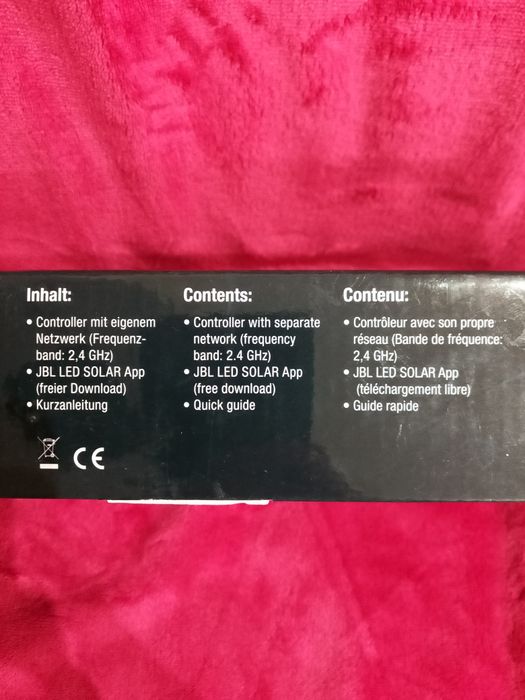 Inhalt:
• Controller mit eigenem
Netzwerk (Frequenz-
band: 2,4 GHz)
• JBL LED SOLAR App
(freier Download)
• Kurzanleitung
Contents:
• Controller with separate
network (frequency
band: 2.4 GHz)
• JBL LED SOLAR App
(free download)
• Quick guide
Contenu:
• Contrôleur avec son propre
réseau (Bande de fréquence:
2,4 GHz)
• JBL LED SOLAR App
(téléchargement libre)
• Guide rapide
CE